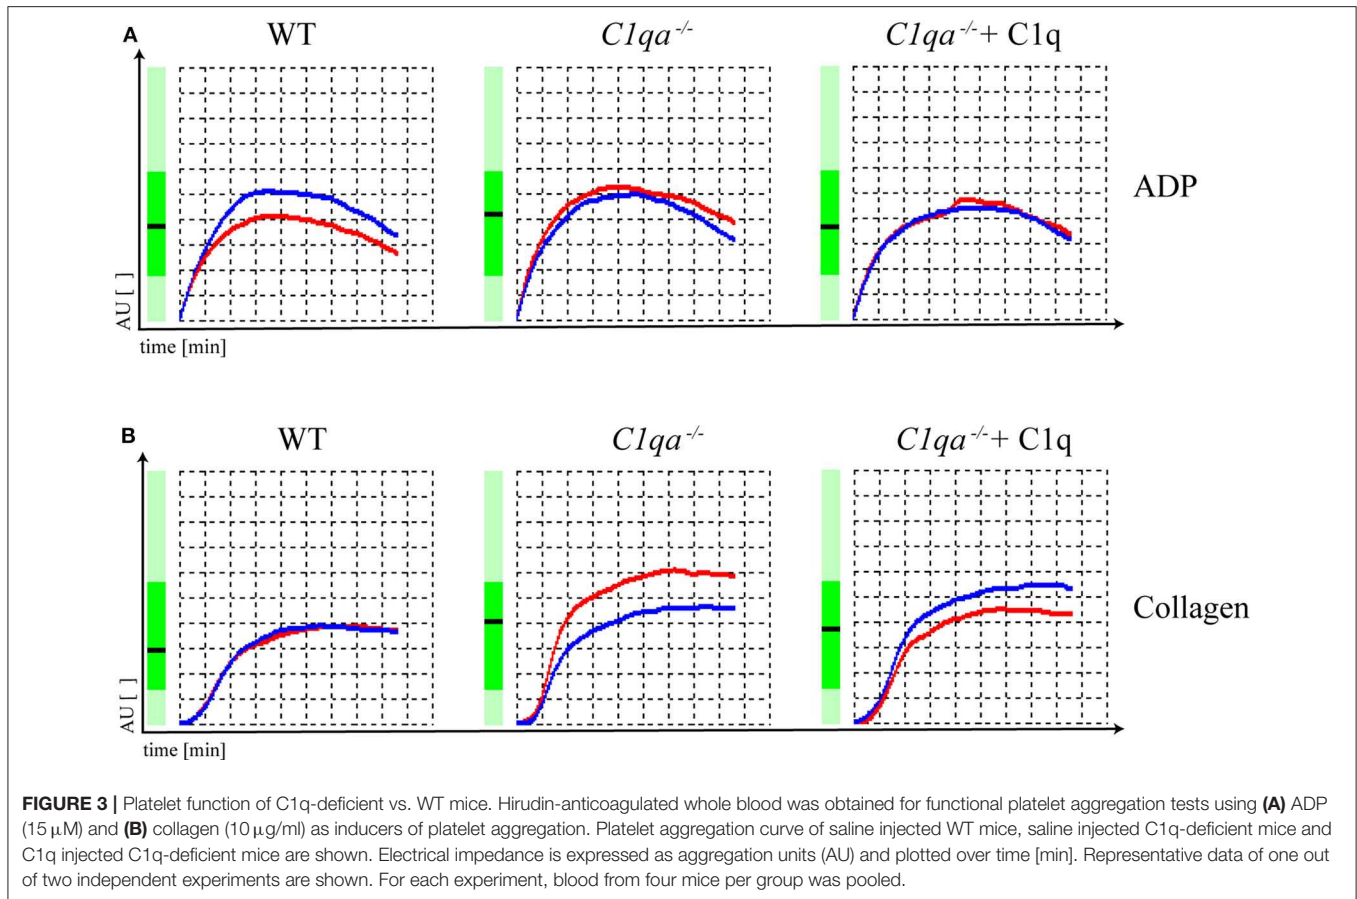 A
WT
C1qa-/-
C1qa-/-+ C1q
ADP
AU [ ]
time [min]
B
WT
C1qa-/-
C1qa-/-+ C1q
Collagen
AU [ ]
time [min]
FIGURE 3 | Platelet function of C1q-deficient vs. WT mice. Hirudin-anticoagulated whole blood was obtained for functional platelet aggregation tests using (A) ADP
(15 μM) and (B) collagen (10 μg/ml) as inducers of platelet aggregation. Platelet aggregation curve of saline injected WT mice, saline injected C1q-deficient mice and
C1q injected C1q-deficient mice are shown. Electrical impedance is expressed as aggregation units (AU) and plotted over time [min]. Representative data of one out
of two independent experiments are shown. For each experiment, blood from four mice per group was pooled.